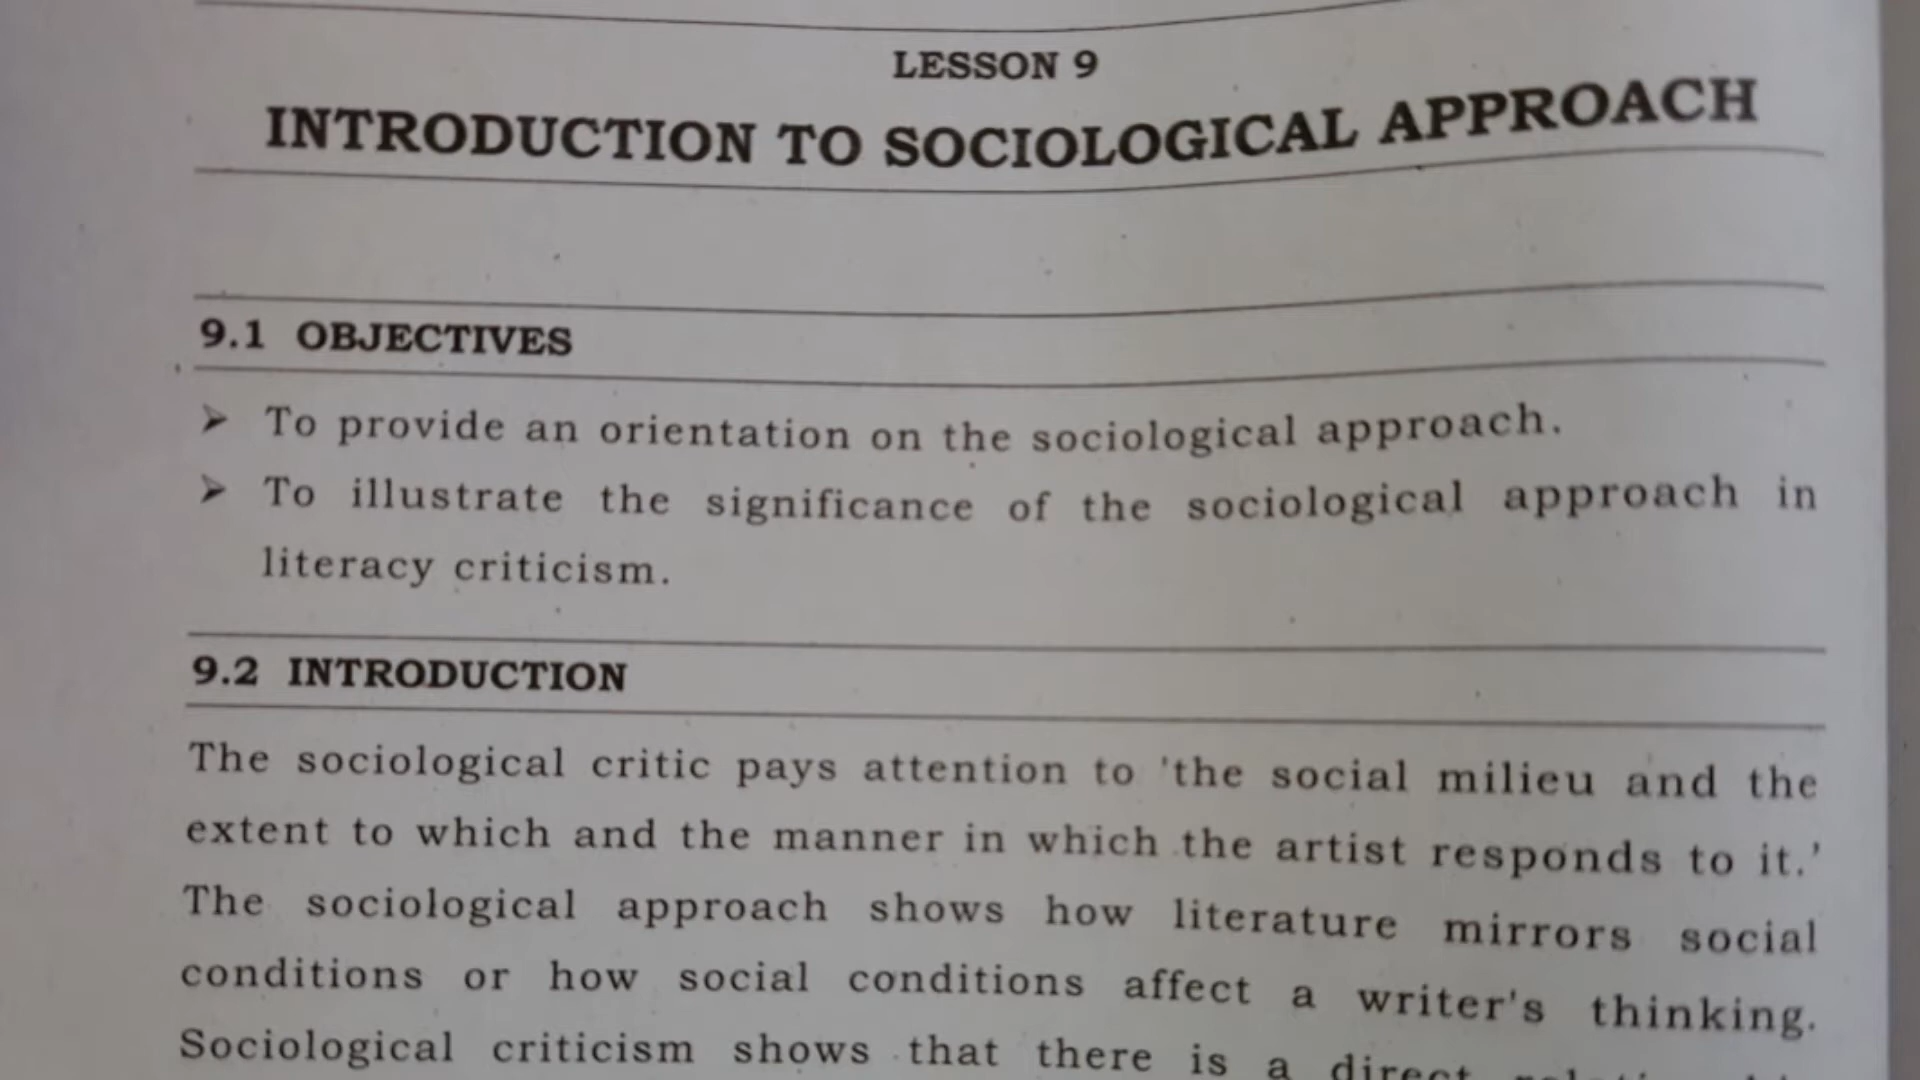 LESSON 9
INTRODUCTION TO SOCIOLOGICAL APPROACH
9.1 OBJECTIVES
➤ To provide an orientation on the sociological approach.
➤ To illustrate the significance of the sociological approach in
literacy criticism.
9.2 INTRODUCTION
The sociological critic pays attention to 'the social milieu and the
extent to which and the manner in which the artist responds to it.'
The sociological approach shows how literature mirrors social
conditions or how social conditions affect a writer's thinking.
Sociological criticism shows that there is a direct